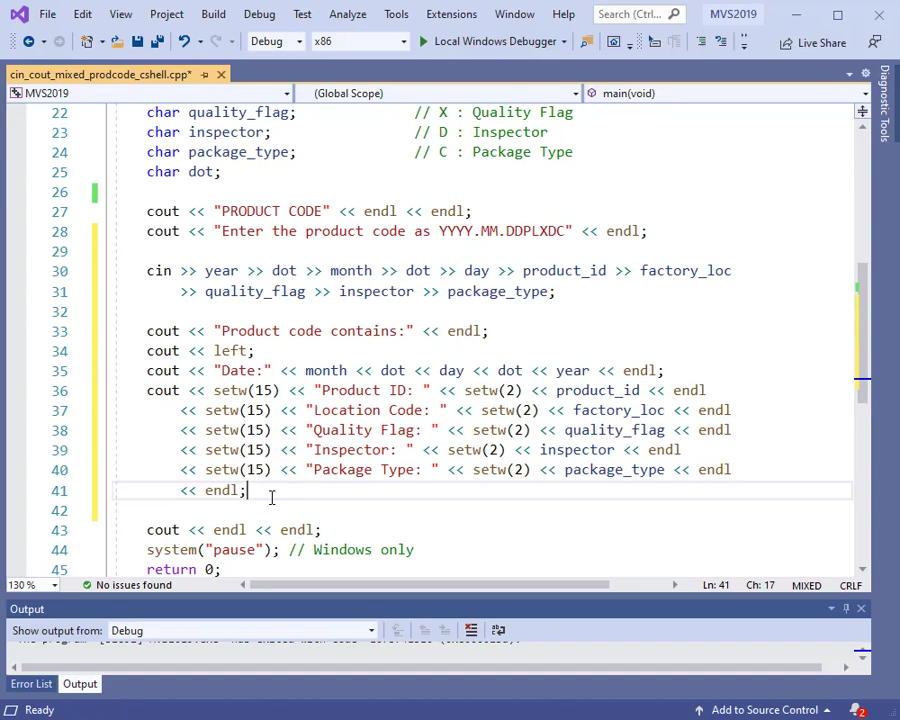 File Edit View Project Build Debug Test Analyze Tools Extensions Window Help Search (Ctrl... MVS2019
Debug x86 Local Windows Debugger Live Share
cin_cout_mixed_prodcode_cshell.cpp*
MVS2019 (Global Scope) main(void)
Diagnostic Tools
22 char quality_flag; // X : Quality Flag
23 char inspector; // D : Inspector
24 char package_type; // C : Package Type
25 char dot;
26
27 cout << "PRODUCT CODE" << endl << endl;
28 cout << "Enter the product code as YYYY.MM.DDPLXDC" << endl;
29
30 cin >> year >> dot >> month >> dot >> day >> product_id >> factory_loc
31 >> quality_flag >> inspector >> package_type;
32
33 cout << "Product code contains:" << endl;
34 cout << left;
35 cout << "Date:" << month << dot << day << dot << year << endl;
36 cout << setw(15) << "Product ID: " << setw(2) << product_id << endl
37 << setw(15) << "Location Code: " << setw(2) << factory_loc << endl
38 << setw(15) << "Quality Flag: " << setw(2) << quality_flag << endl
39 << setw(15) << "Inspector: " << setw(2) << inspector << endl
40 << setw(15) << "Package Type: " << setw(2) << package_type << endl
41 << endl;
42
43 cout << endl << endl;
44 system("pause"); // Windows only
45 return 0;
130 % No issues found Ln: 41 Ch: 17 MIXED CRLF
Output
Show output from: Debug
Error List Output
Ready Add to Source Control 2